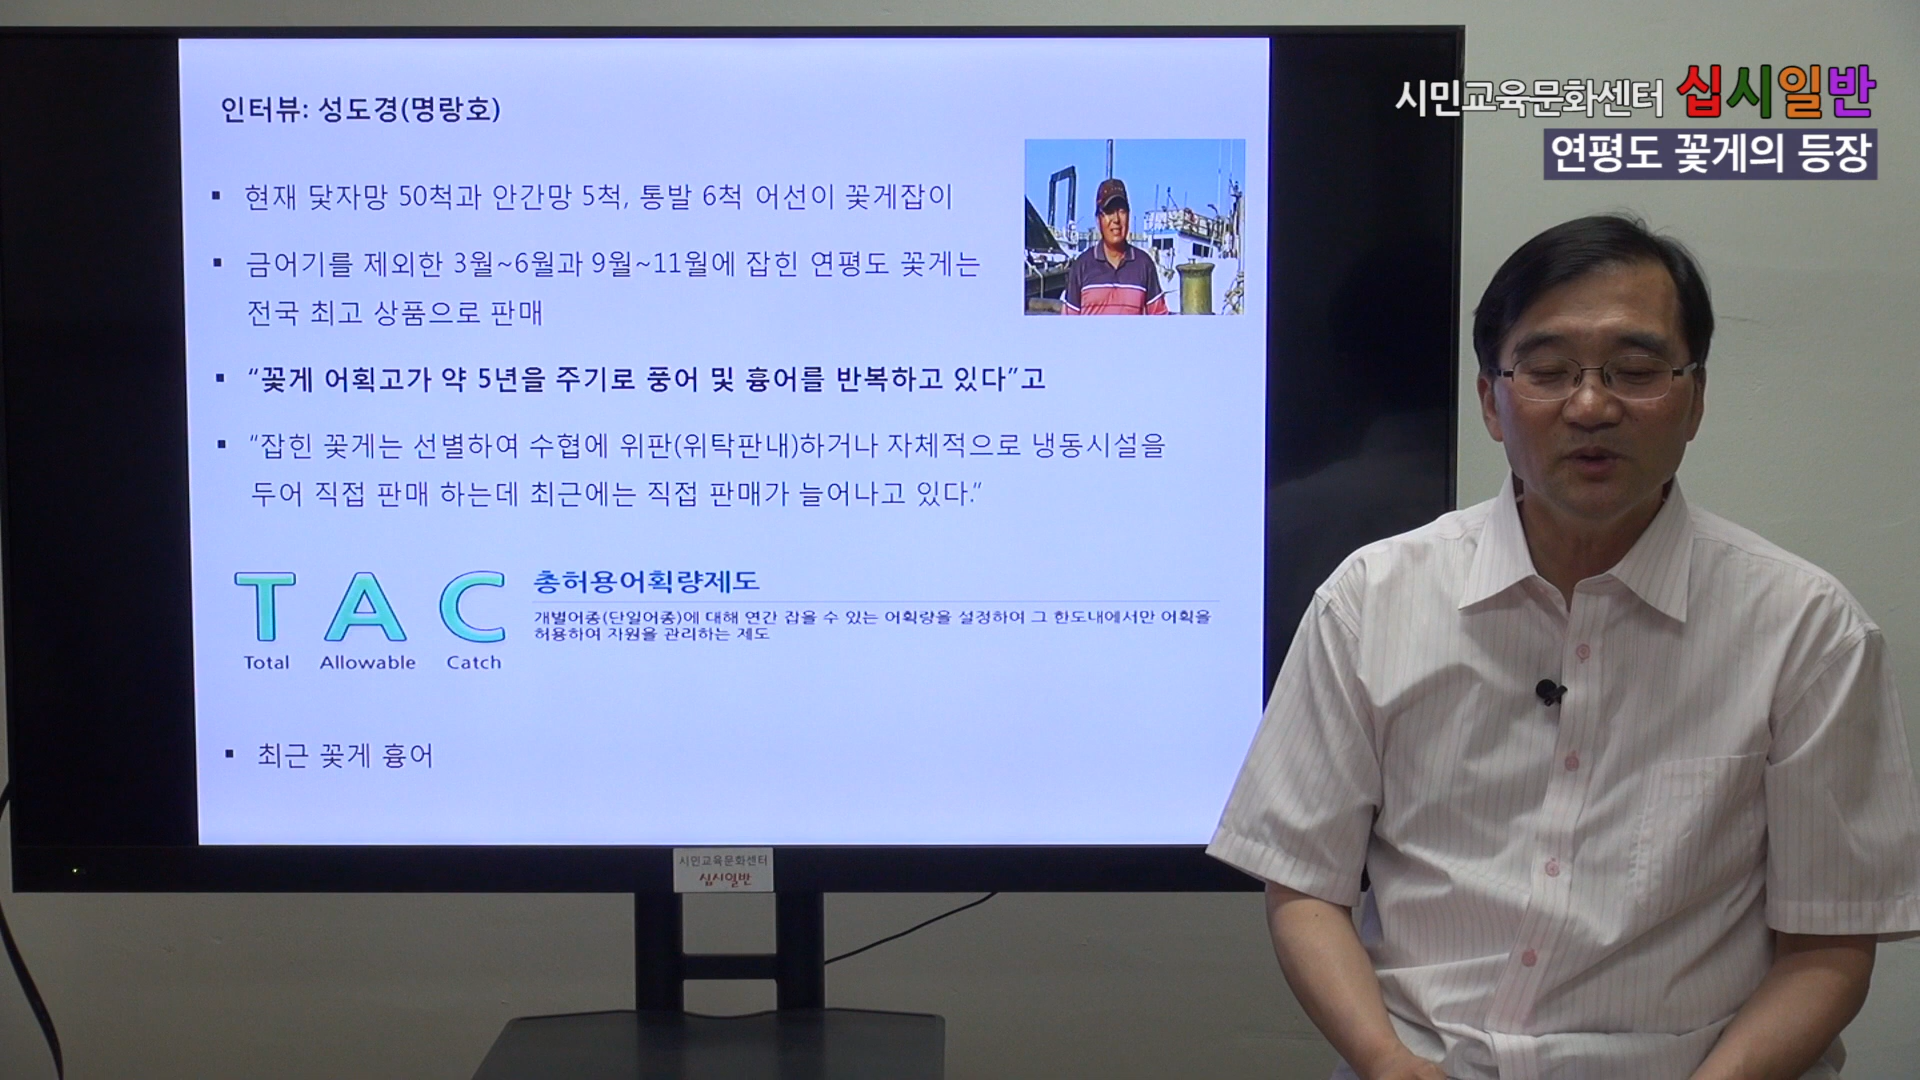 시민교육문화센터 십시일반
연평도 꽃게의 등장
인터뷰: 성도경(명랑호)
▪ 현재 닻자망 50척과 안간망 5척, 통발 6척 어선이 꽃게잡이
▪ 금어기를 제외한 3월~6월과 9월~11월에 잡힌 연평도 꽃게는
전국 최고 상품으로 판매
▪ “꽃게 어획고가 약 5년을 주기로 풍어 및 흉어를 반복하고 있다”고
▪ “잡힌 꽃게는 선별하여 수협에 위판(위탁판내)하거나 자체적으로 냉동시설을
두어 직접 판매 하는데 최근에는 직접 판매가 늘어나고 있다.”
TAC
Total Allowable Catch
총허용어획량제도
개별어종(단일어종)에 대해 연간 잡을 수 있는 어획량을 설정하여 그 한도내에서만 어획을
허용하여 자원을 관리하는 제도
▪ 최근 꽃게 흉어
시민교육문화센터
십시일반